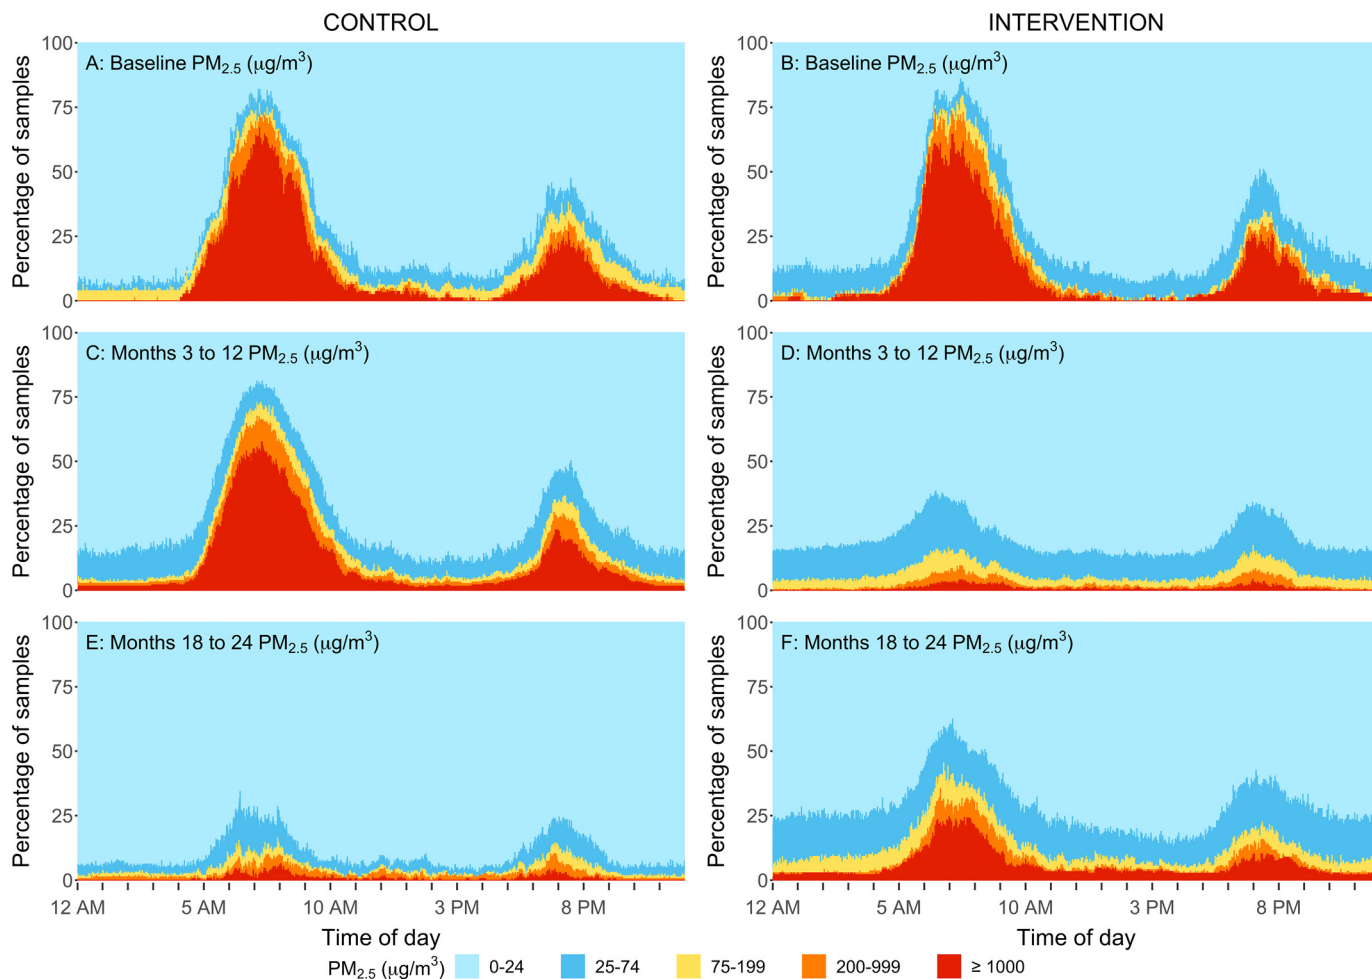 CONTROL
INTERVENTION
A: Baseline PM2.5 (μg/m3)
B: Baseline PM2.5 (μg/m3)
Percentage of samples
100
75
50
25
0
Percentage of samples
100
75
50
25
0
C: Months 3 to 12 PM2.5 (μg/m3)
D: Months 3 to 12 PM2.5 (μg/m3)
Percentage of samples
100
75
50
25
0
Percentage of samples
100
75
50
25
0
E: Months 18 to 24 PM2.5 (μg/m3)
F: Months 18 to 24 PM2.5 (μg/m3)
Percentage of samples
100
75
50
25
0
Percentage of samples
100
75
50
25
0
12 AM 5 AM 10 AM 3 PM 8 PM
12 AM 5 AM 10 AM 3 PM 8 PM
Time of day
Time of day
PM2.5 (μg/m3) 0-24 25-74 75-199 200-999 ≥ 1000